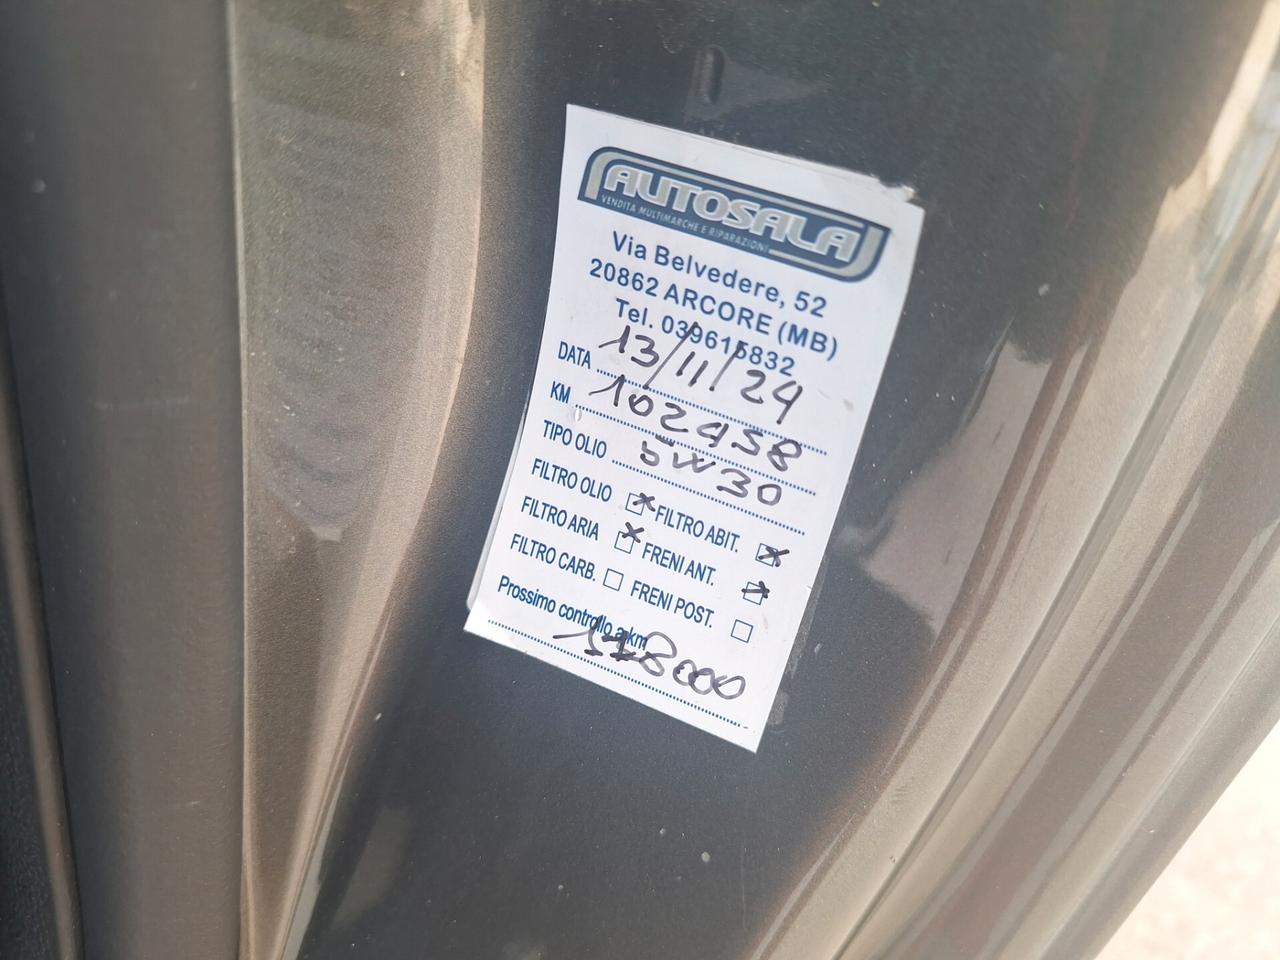 AUTOSALA
VENDITA MULTIMARCHE E RIPARAZIONI
Via Belvedere, 52
20862 ARCORE (MB)
Tel. 039615832
DATA 13/11/24
KM 102458
TIPO OLIO 5W30
FILTRO OLIO x FILTRO ABIT. x
FILTRO ARIA x FRENI ANT. x
FILTRO CARB. FRENI POST.
Prossimo controllo a km